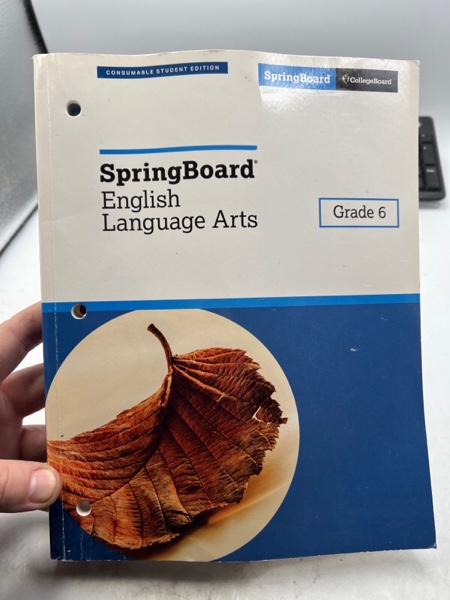 CONSUMABLE STUDENT EDITION
SpringBoard CollegeBoard
SpringBoard®
English
Language Arts
Grade 6